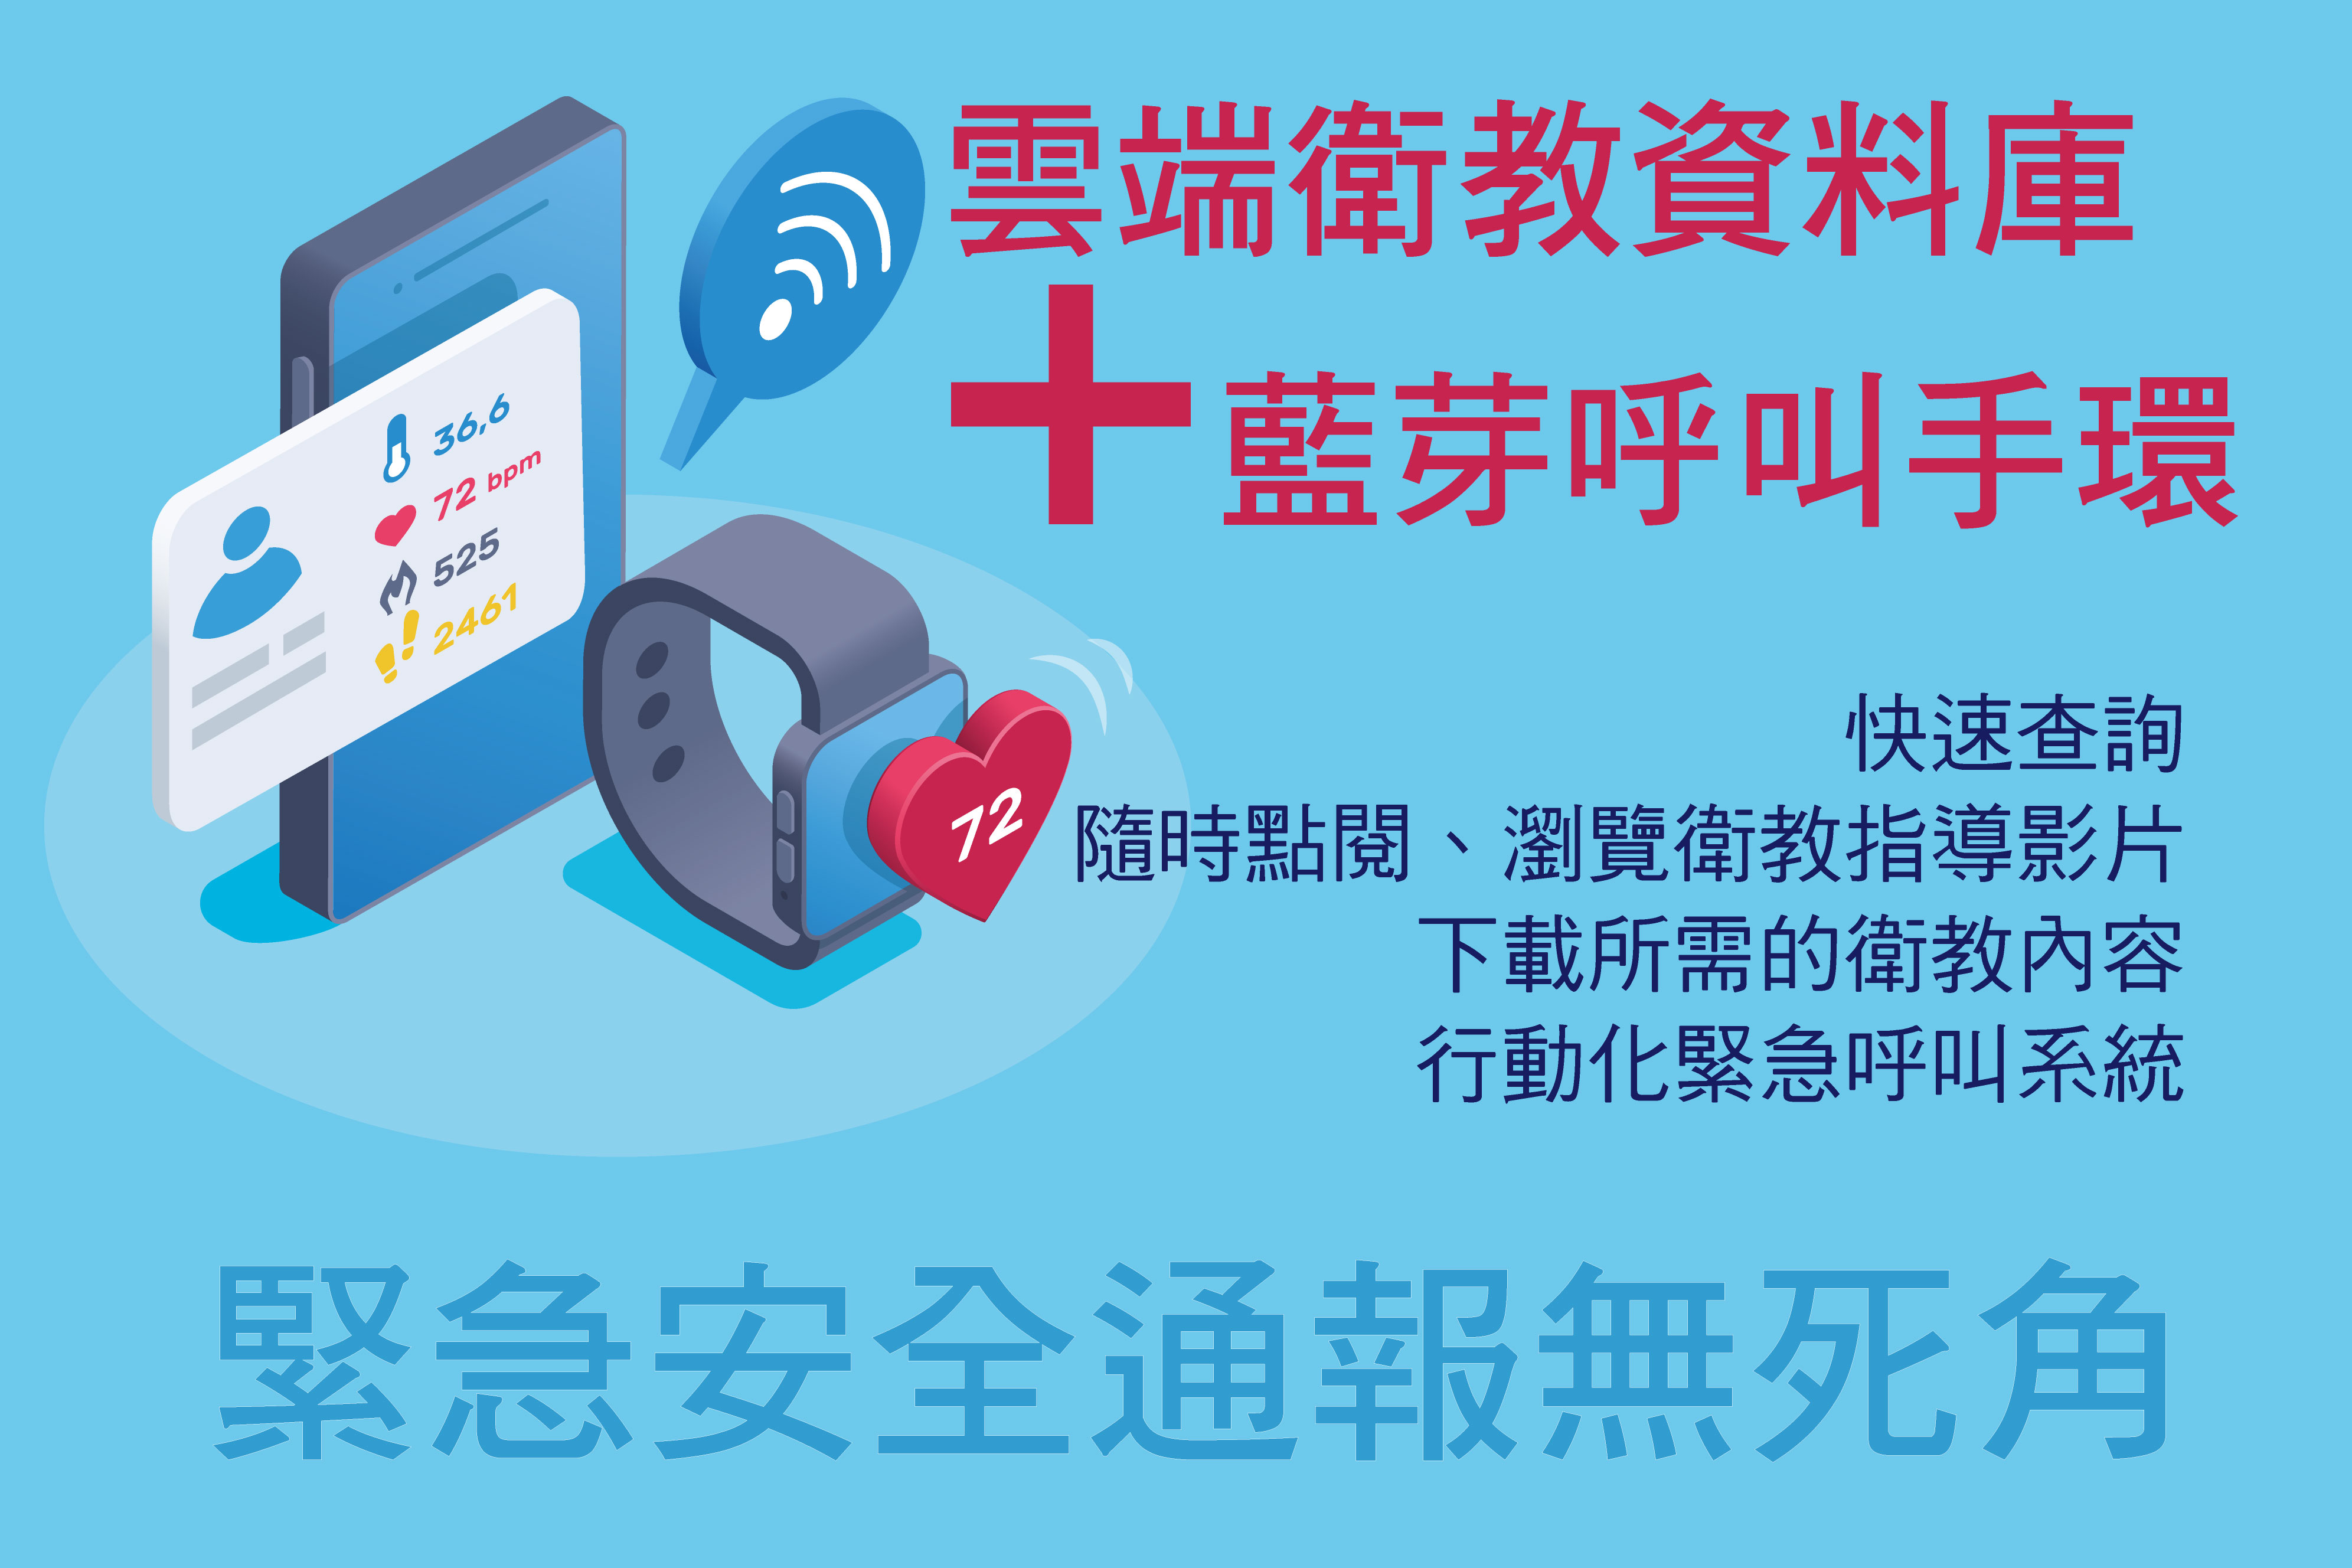 雲端衛教資料庫
+藍芽呼叫手環
36,6
72 bpm
525
2461
72
快速查詢
隨時點閱、瀏覽衛教指導影片
下載所需的衛教內容
行動化緊急呼叫系統
緊急安全通報無死角